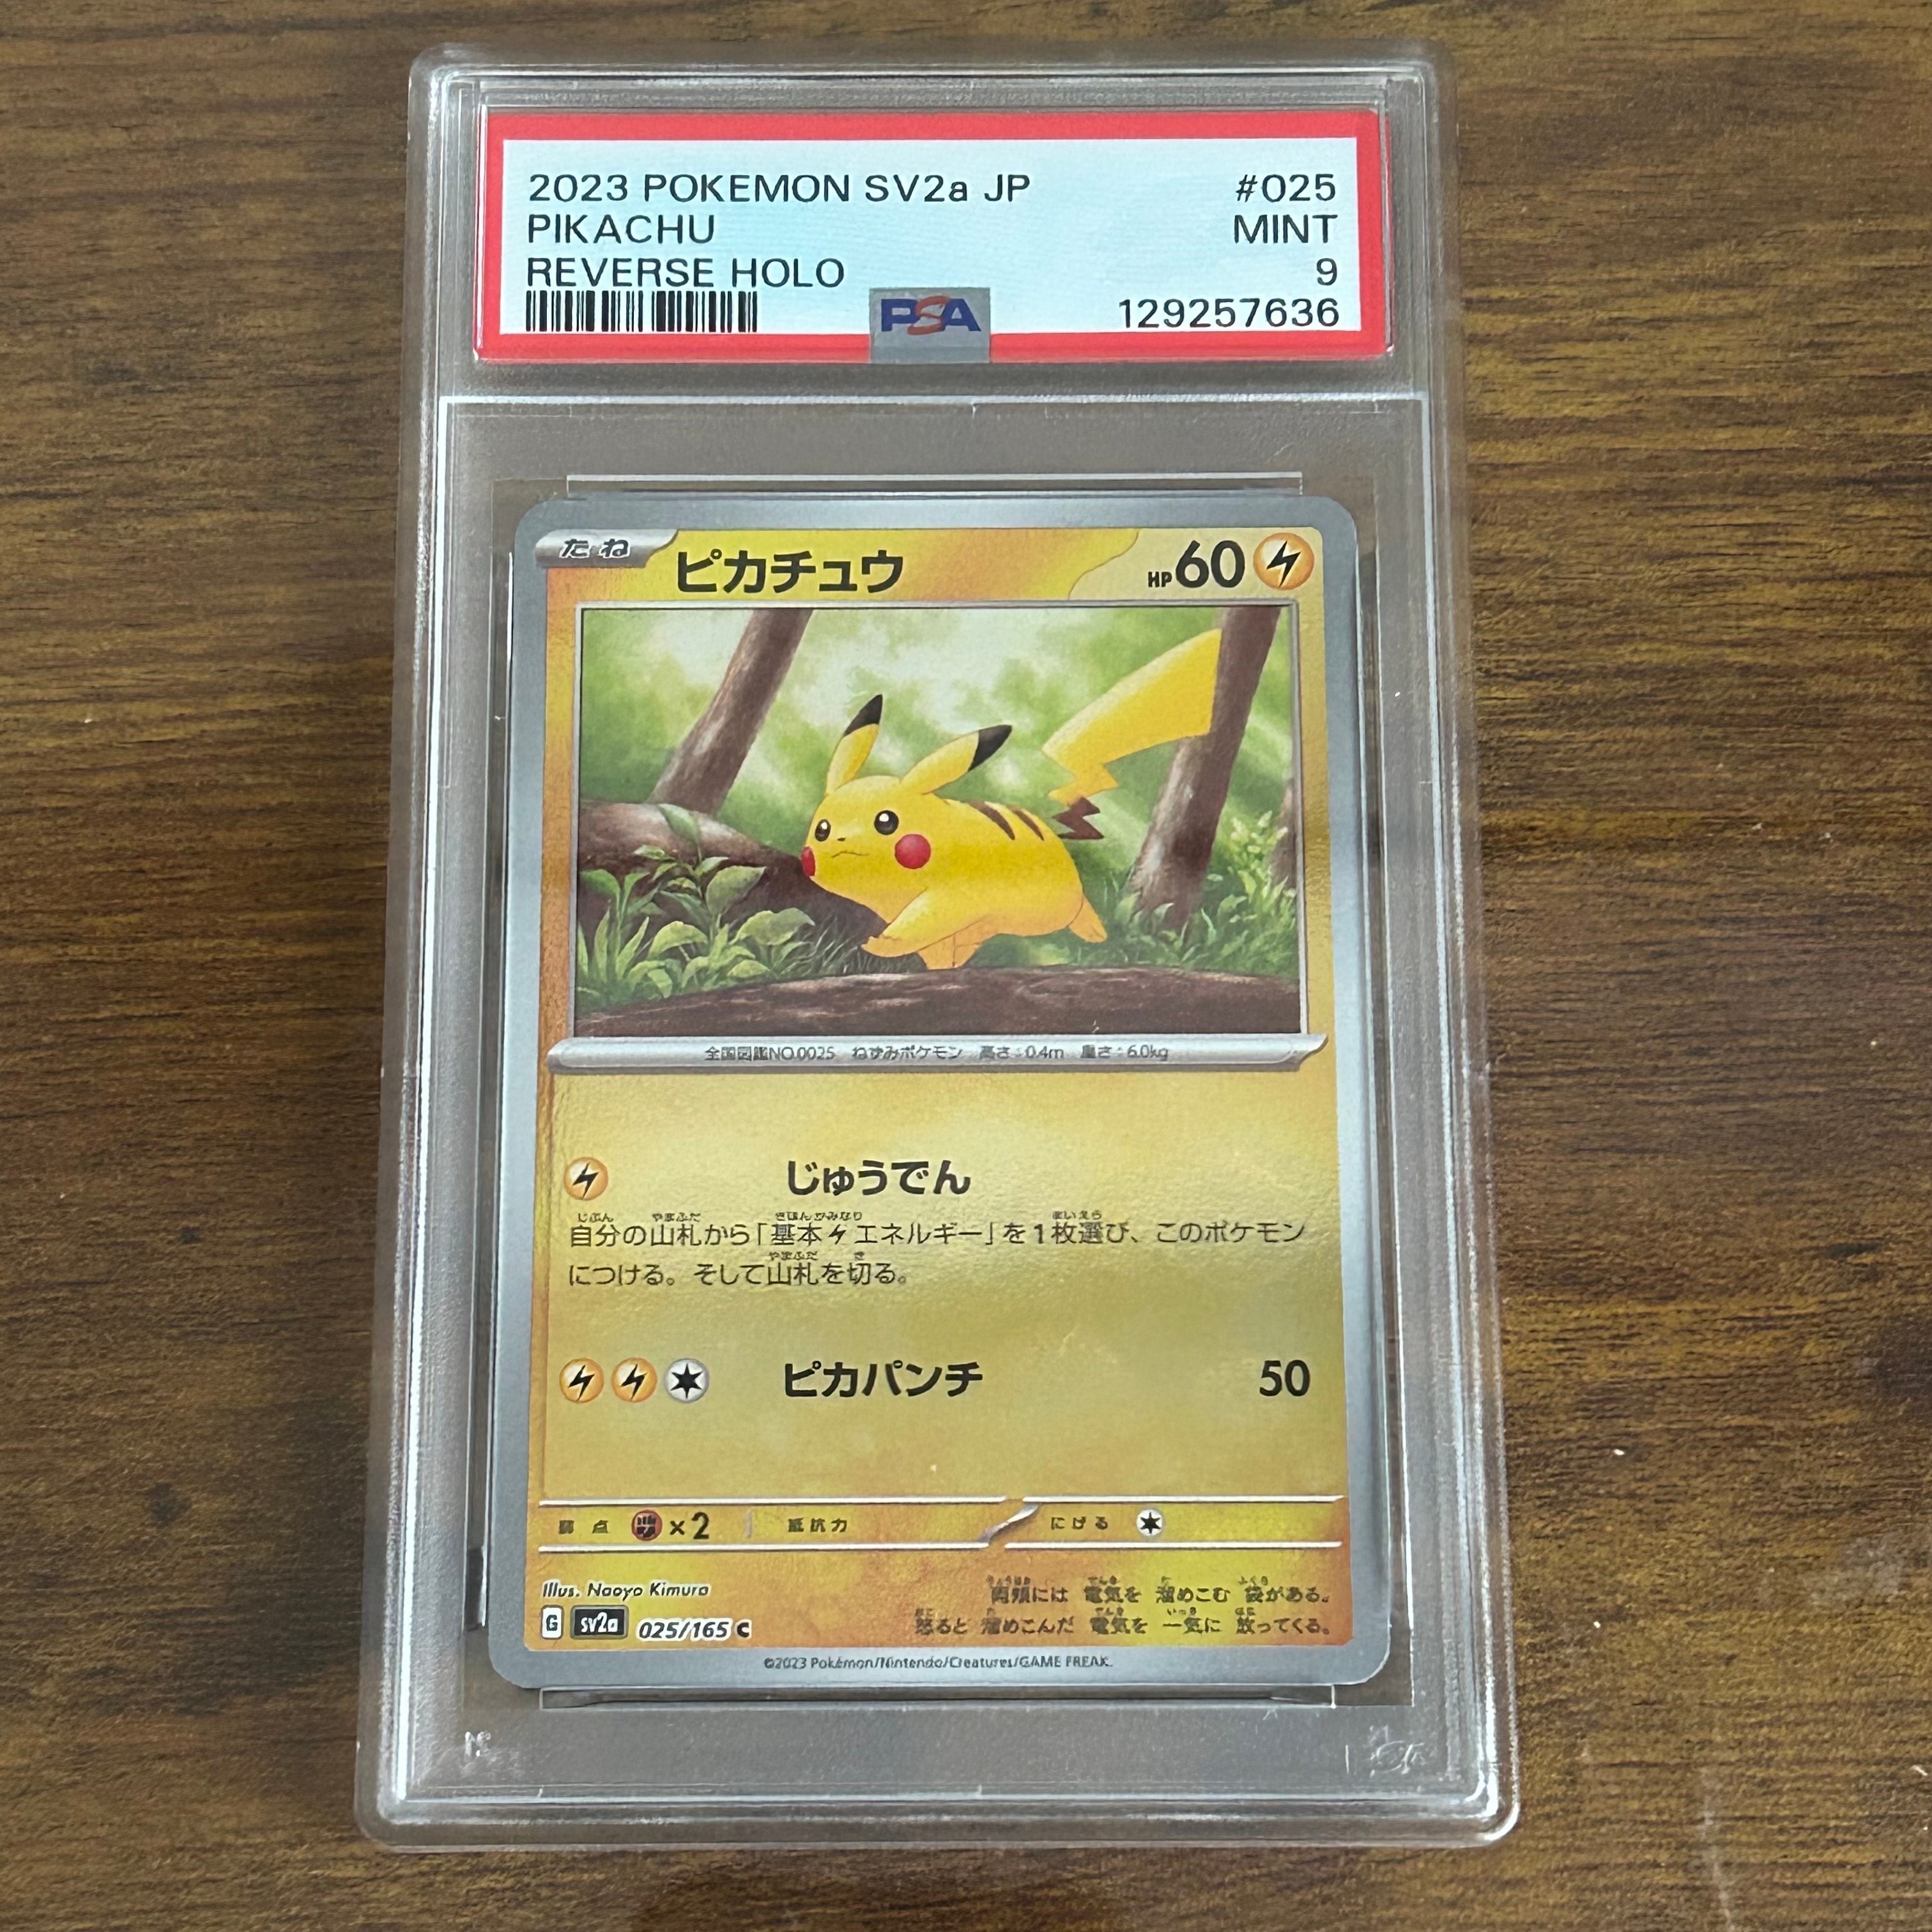 2023 POKEMON SV2a JP #025
PIKACHU MINT
REVERSE HOLO 9
PSA 129257636
たね ピカチュウ HP60
全国図鑑NO.0025 ねずみポケモン 高さ:0.4m 重さ:6.0kg
じゅうでん
自分の山札から「基本エネルギー」を1枚選び、このポケモン
につける。そして山札を切る。
ピカパンチ 50
弱点 ×2 抵抗力 にげる
Illus. Naoyo Kimura
両頬には 電気を 溜めこむ 袋がある。
怒ると 溜めこんだ 電気を 一気に 放ってくる。
G SV2a 025/165 C
©2023 Pokémon/Nintendo/Creatures/GAME FREAK.